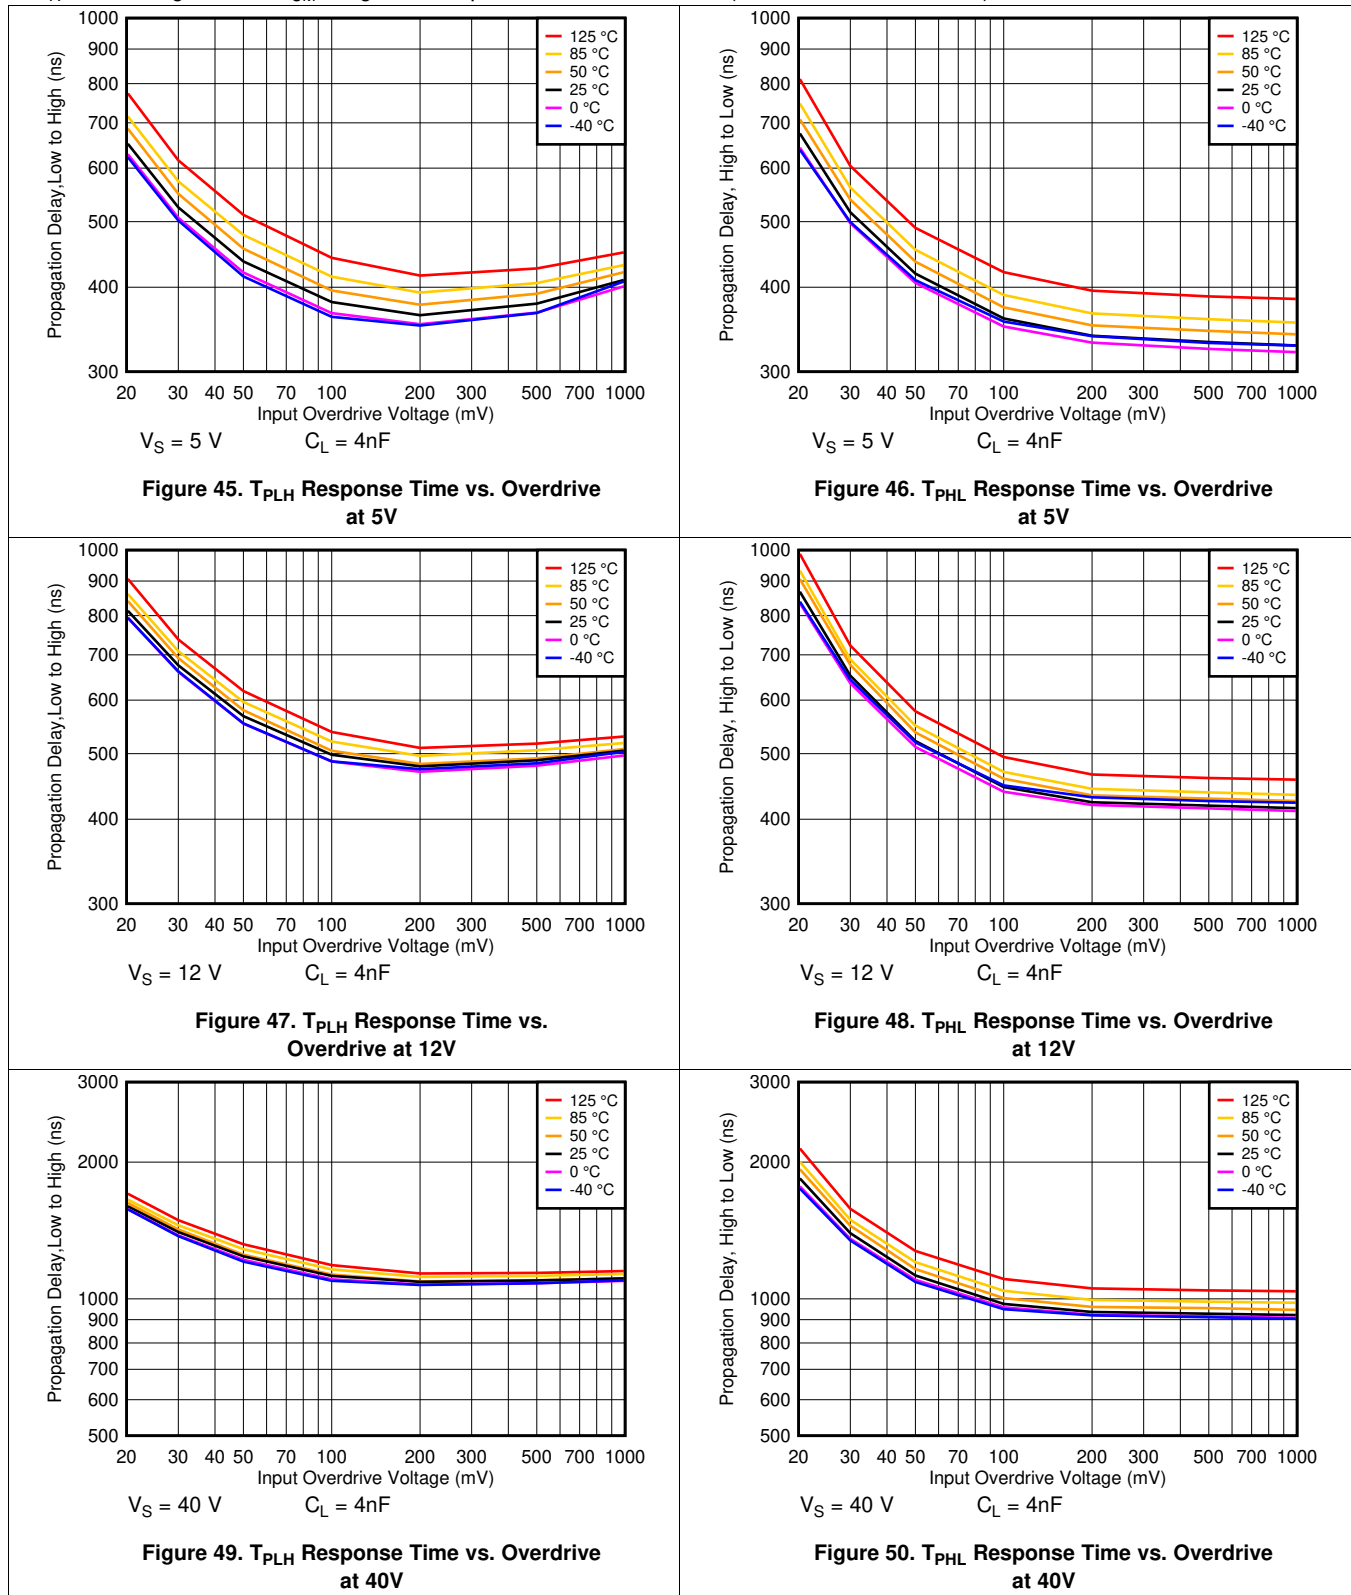 1000
900
800
700
600
500
400
300
20 30 50 70 100 200 300 500 700 1000
Propagation Delay,Low to High (ns)
Input Overdrive Voltage (mV)
125 °C
85 °C
50 °C
25 °C
0 °C
-40 °C
VS = 5 V CL = 4nF
Figure 45. TPLH Response Time vs. Overdrive
at 5V
1000
900
800
700
600
500
400
300
20 30 50 70 100 200 300 500 700 1000
Propagation Delay, High to Low (ns)
Input Overdrive Voltage (mV)
125 °C
85 °C
50 °C
25 °C
0 °C
-40 °C
VS = 5 V CL = 4nF
Figure 46. TPHL Response Time vs. Overdrive
at 5V
1000
900
800
700
600
500
400
300
20 30 50 70 100 200 300 500 700 1000
Propagation Delay,Low to High (ns)
Input Overdrive Voltage (mV)
125 °C
85 °C
50 °C
25 °C
0 °C
-40 °C
VS = 12 V CL = 4nF
Figure 47. TPLH Response Time vs.
Overdrive at 12V
1000
900
800
700
600
500
400
300
20 30 50 70 100 200 300 500 700 1000
Propagation Delay, High to Low (ns)
Input Overdrive Voltage (mV)
125 °C
85 °C
50 °C
25 °C
0 °C
-40 °C
VS = 12 V CL = 4nF
Figure 48. TPHL Response Time vs. Overdrive
at 12V
3000
2000
1000
900
800
700
600
500
20 30 50 70 100 200 300 500 700 1000
Propagation Delay,Low to High (ns)
Input Overdrive Voltage (mV)
125 °C
85 °C
50 °C
25 °C
0 °C
-40 °C
VS = 40 V CL = 4nF
Figure 49. TPLH Response Time vs. Overdrive
at 40V
3000
2000
1000
900
800
700
600
500
20 30 50 70 100 200 300 500 700 1000
Propagation Delay, High to Low (ns)
Input Overdrive Voltage (mV)
125 °C
85 °C
50 °C
25 °C
0 °C
-40 °C
VS = 40 V CL = 4nF
Figure 50. TPHL Response Time vs. Overdrive
at 40V